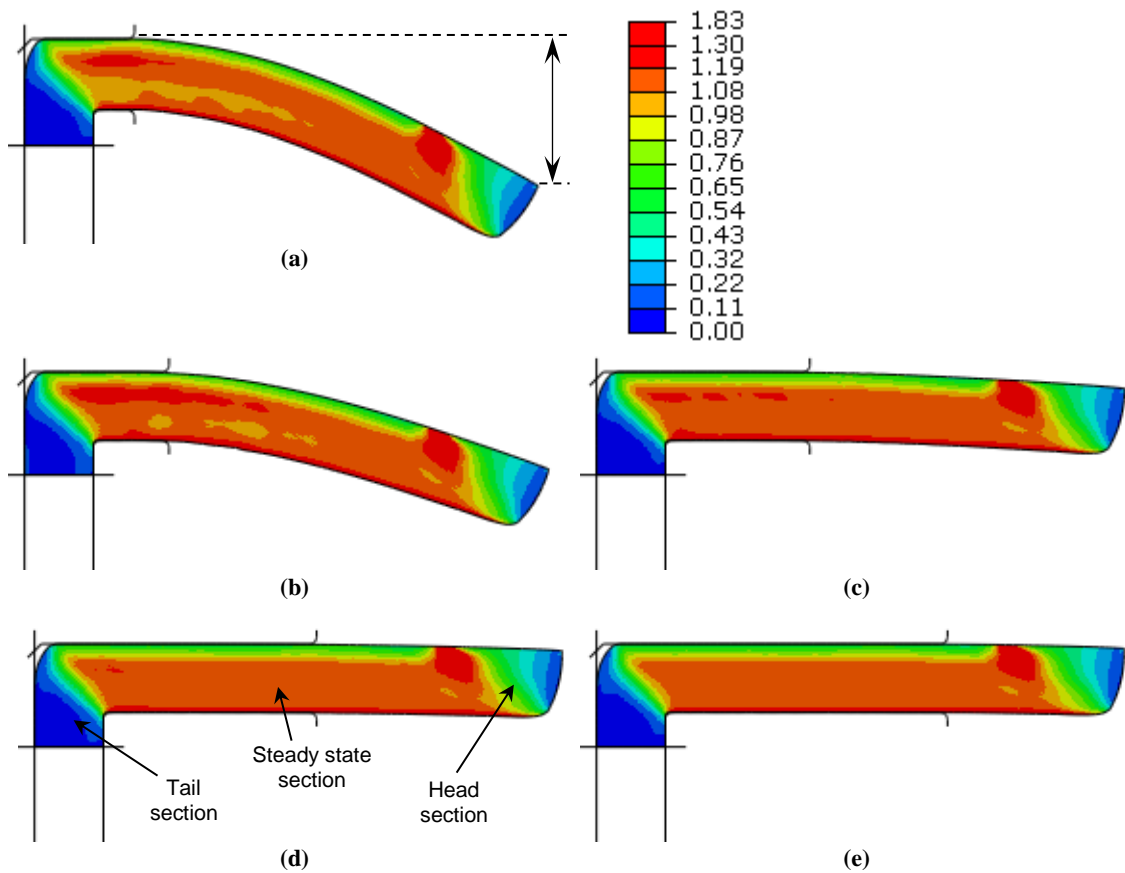 1.83
1.30
1.19
1.08
0.98
0.87
0.76
0.65
0.54
0.43
0.32
0.22
0.11
0.00
(a)
(b)
(c)
Steady state
section
Tail
section
Head
section
(d)
(e)